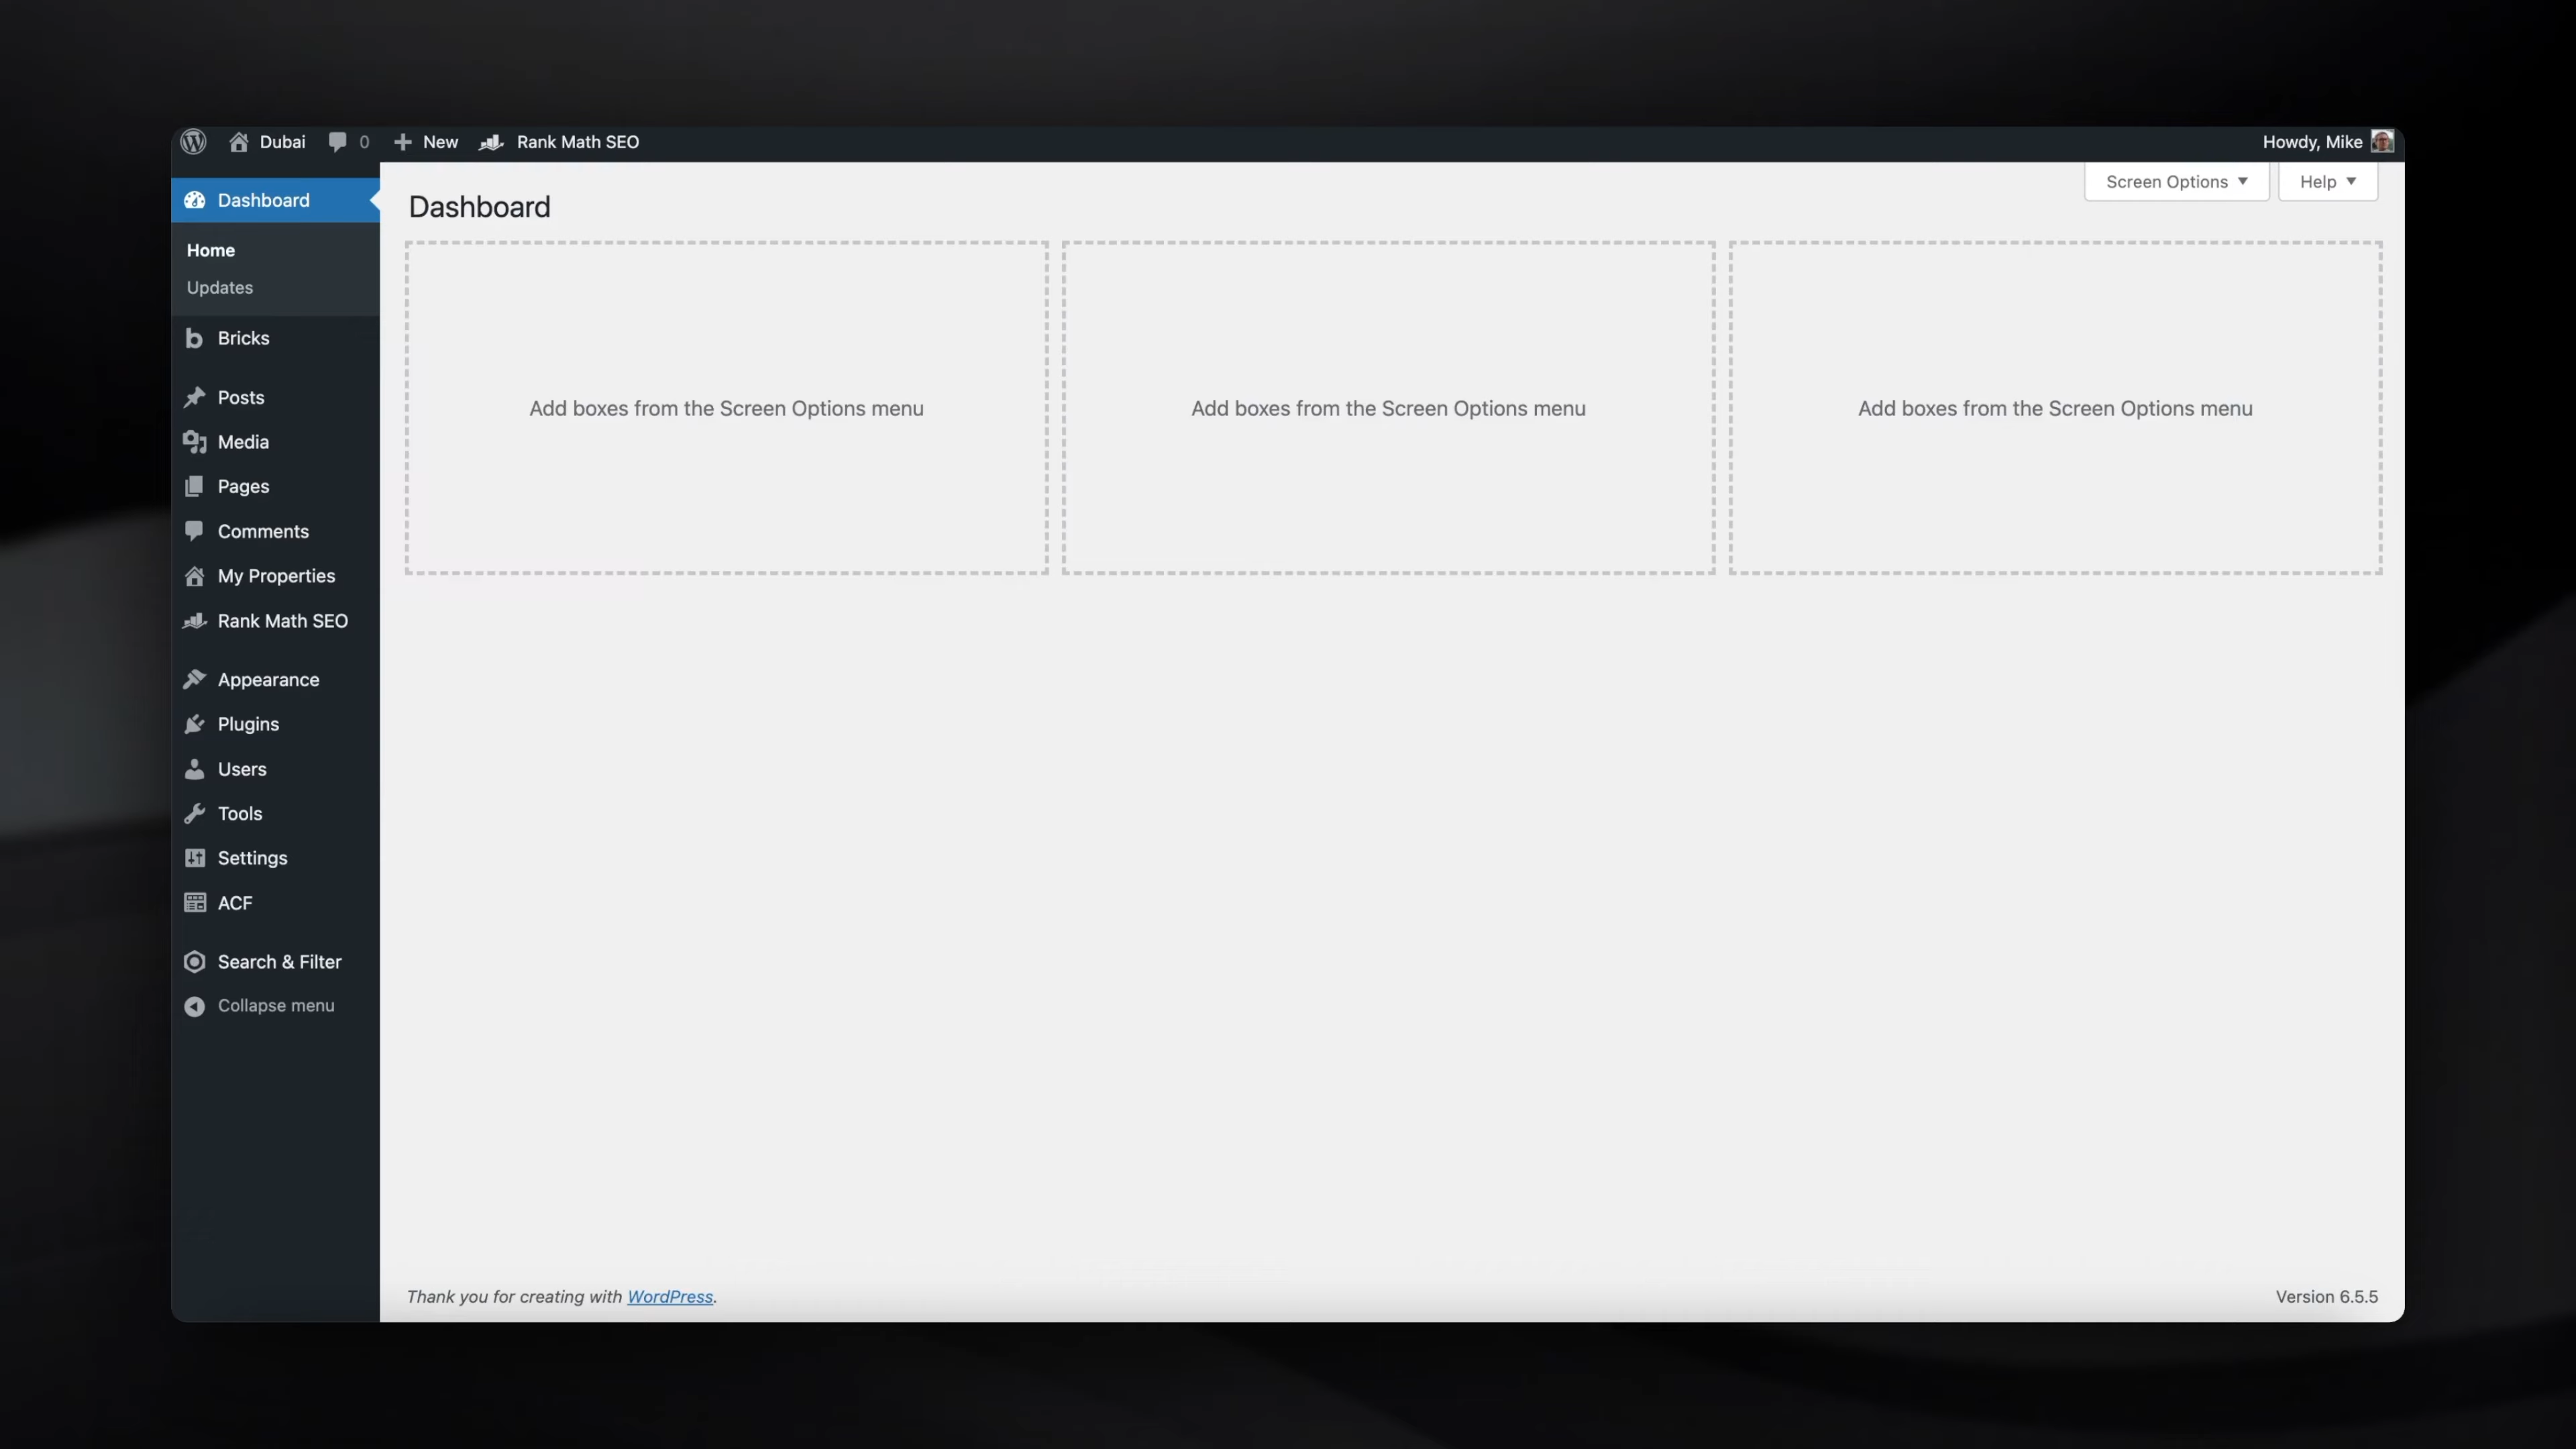 Dubai 0 New Rank Math SEO Howdy, Mike
Dashboard
Home
Updates
Bricks
Posts
Media
Pages
Comments
My Properties
Rank Math SEO
Appearance
Plugins
Users
Tools
Settings
ACF
Search & Filter
Collapse menu
Screen Options Help
Dashboard
Add boxes from the Screen Options menu
Add boxes from the Screen Options menu
Add boxes from the Screen Options menu
Thank you for creating with WordPress. Version 6.5.5